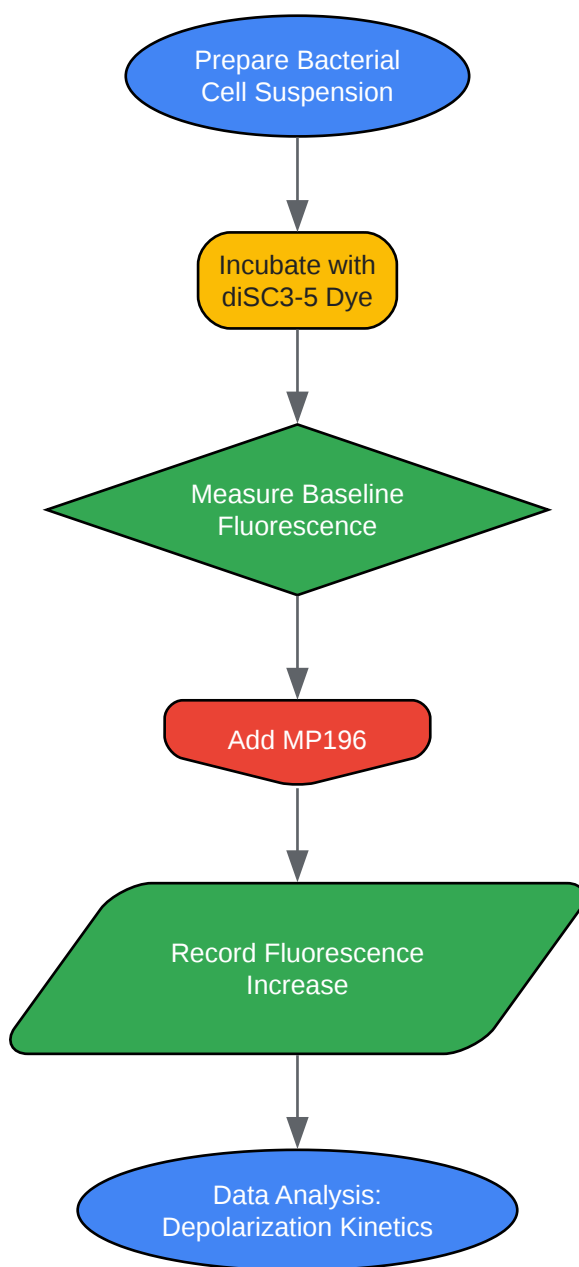 Prepare Bacterial
Cell Suspension
Incubate with
diSC3-5 Dye
Measure Baseline
Fluorescence
Add MP196
Record Fluorescence
Increase
Data Analysis:
Depolarization Kinetics